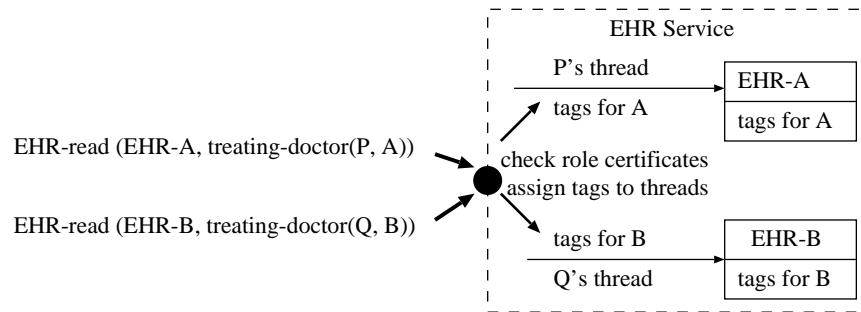 EHR Service
P's thread
EHR-A
tags for A
tags for A
EHR-read (EHR-A, treating-doctor(P, A))
check role certificates
assign tags to threads
EHR-read (EHR-B, treating-doctor(Q, B))
tags for B
EHR-B
Q's thread
tags for B